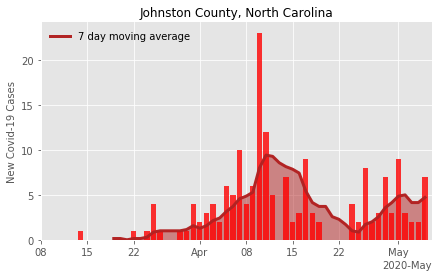 Johnston County, North Carolina
7 day moving average
New Covid-19 Cases
20
15
10
5
0
08 15 22 Apr 08 15 22 May
2020-May